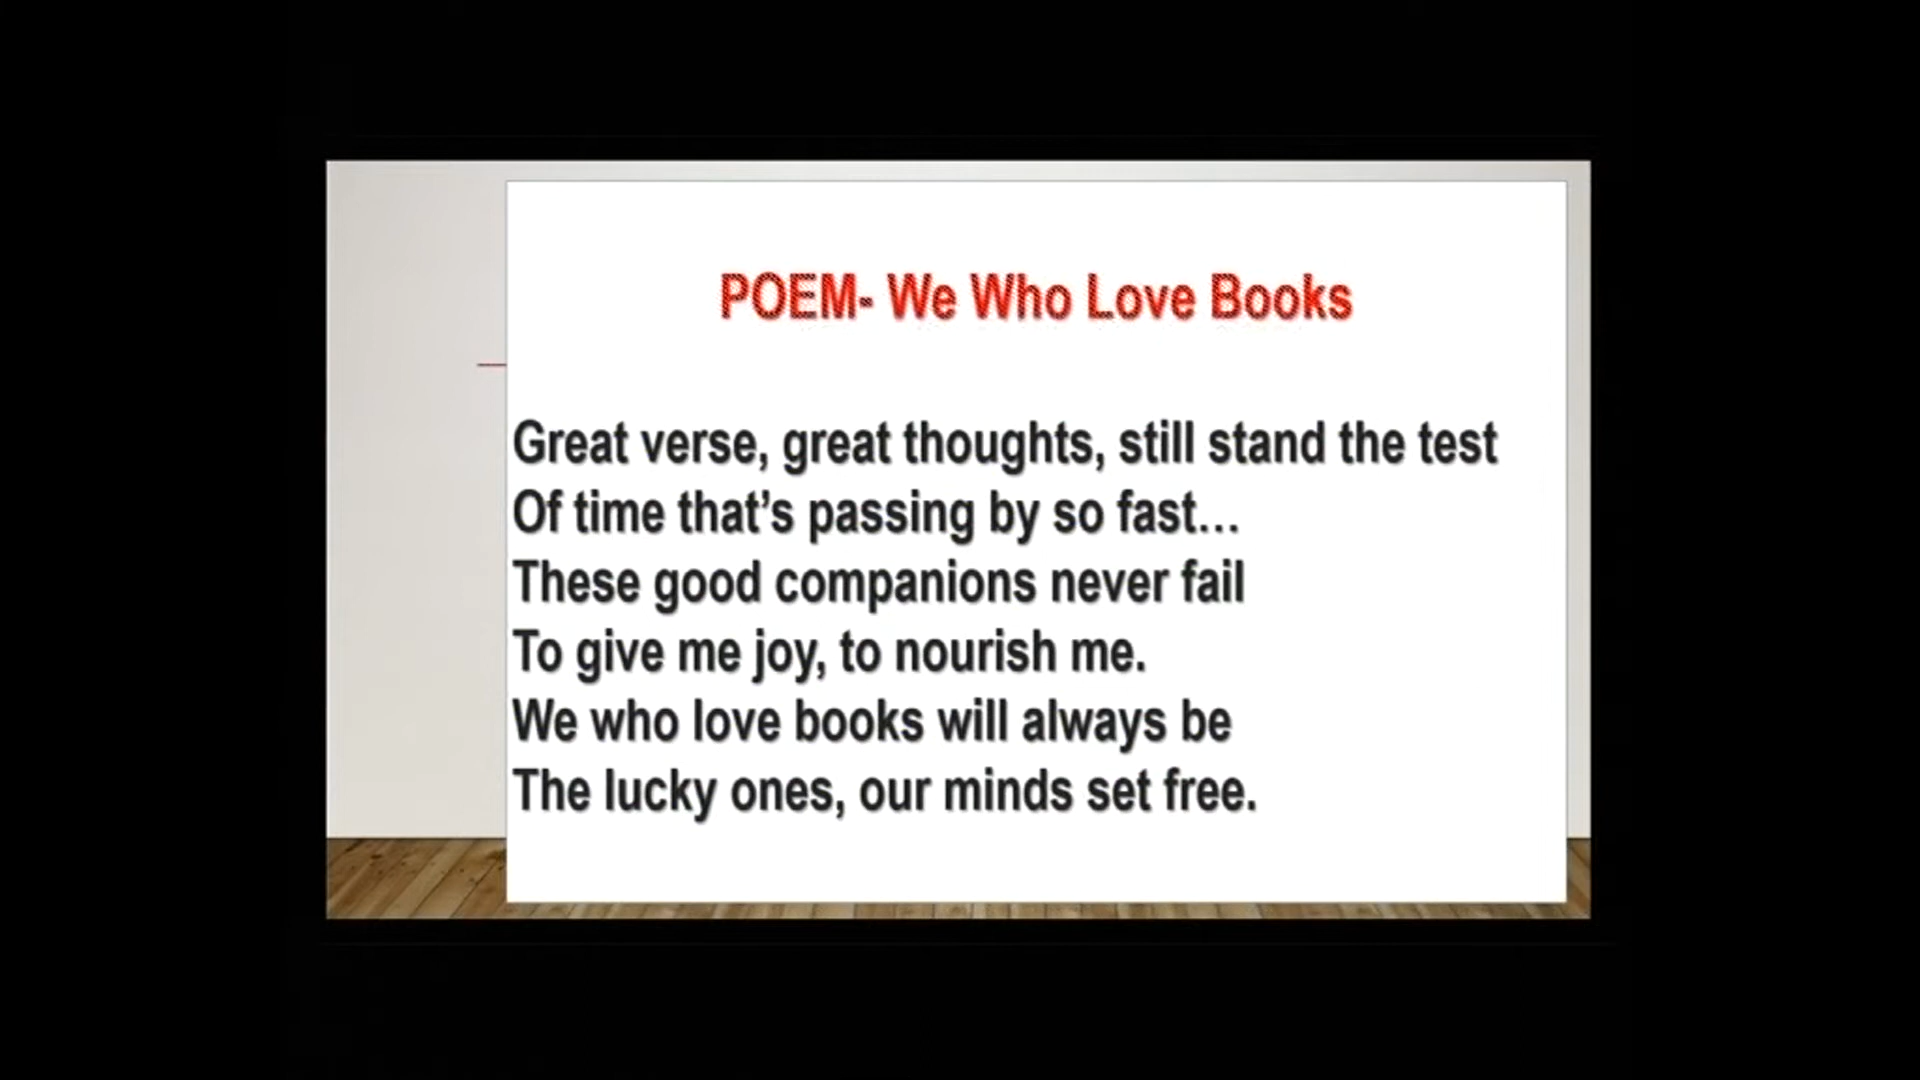 POEM- We Who Love Books
Great verse, great thoughts, still stand the test
Of time that’s passing by so fast…
These good companions never fail
To give me joy, to nourish me.
We who love books will always be
The lucky ones, our minds set free.